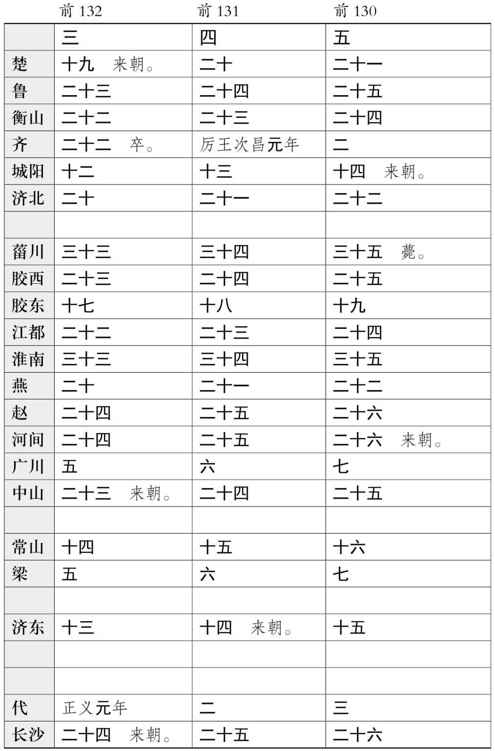 前 132 前 131 前 130
三 四 五
楚 十九 来朝。 二十 二十一
鲁 二十三 二十四 二十五
衡山 二十二 二十三 二十四
齐 二十二 卒。 厉王次昌元年 二
城阳 十二 十三 十四 来朝。
济北 二十 二十一 二十二
菑川 三十三 三十四 三十五 薨。
胶西 二十三 二十四 二十五
胶东 十七 十八 十九
江都 二十二 二十三 二十四
淮南 三十三 三十四 三十五
燕 二十 二十一 二十二
赵 二十四 二十五 二十六
河间 二十四 二十五 二十六 来朝。
广川 五 六 七
中山 二十三 来朝。 二十四 二十五
常山 十四 十五 十六
梁 五 六 七
济东 十三 十四 来朝。 十五
代 正义元年 二 三
长沙 二十四 来朝。 二十五 二十六